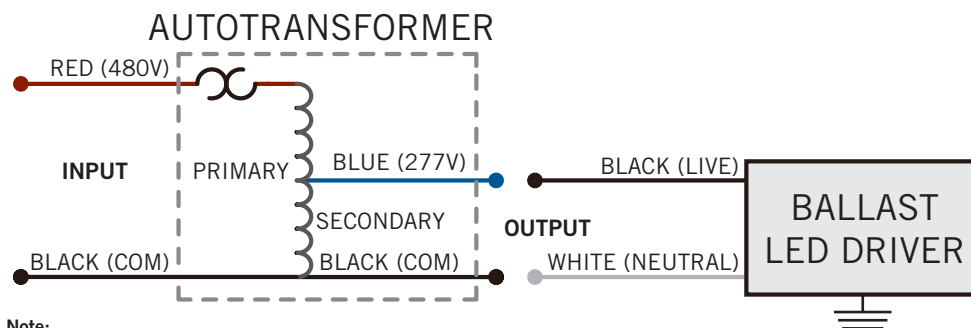 AUTOTRANSFORMER
RED (480V)
INPUT
PRIMARY
BLUE (277V)
BLACK (LIVE)
SECONDARY
OUTPUT
BALLAST
LED DRIVER
BLACK (COM)
BLACK (COM)
WHITE (NEUTRAL)
Note: